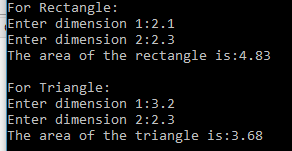 For Rectangle:
Enter dimension 1:2.1
Enter dimension 2:2.3
The area of the rectangle is:4.83
For Triangle:
Enter dimension 1:3.2
Enter dimension 2:2.3
The area of the triangle is:3.68